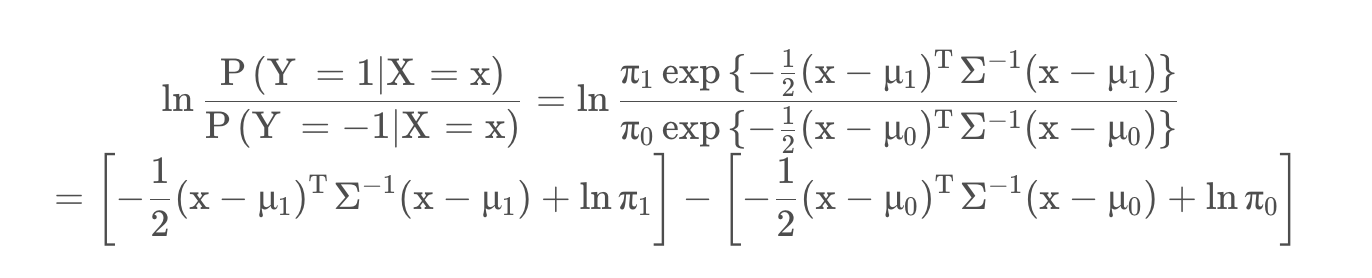 ln P(Y = 1|X = x) / P(Y = −1|X = x) = ln π₁ exp {−½(x − μ₁)ᵀ Σ⁻¹(x − μ₁)} / π₀ exp {−½(x − μ₀)ᵀ Σ⁻¹(x − μ₀)}
= [−½(x − μ₁)ᵀ Σ⁻¹(x − μ₁) + ln π₁] − [−½(x − μ₀)ᵀ Σ⁻¹(x − μ₀) + ln π₀]